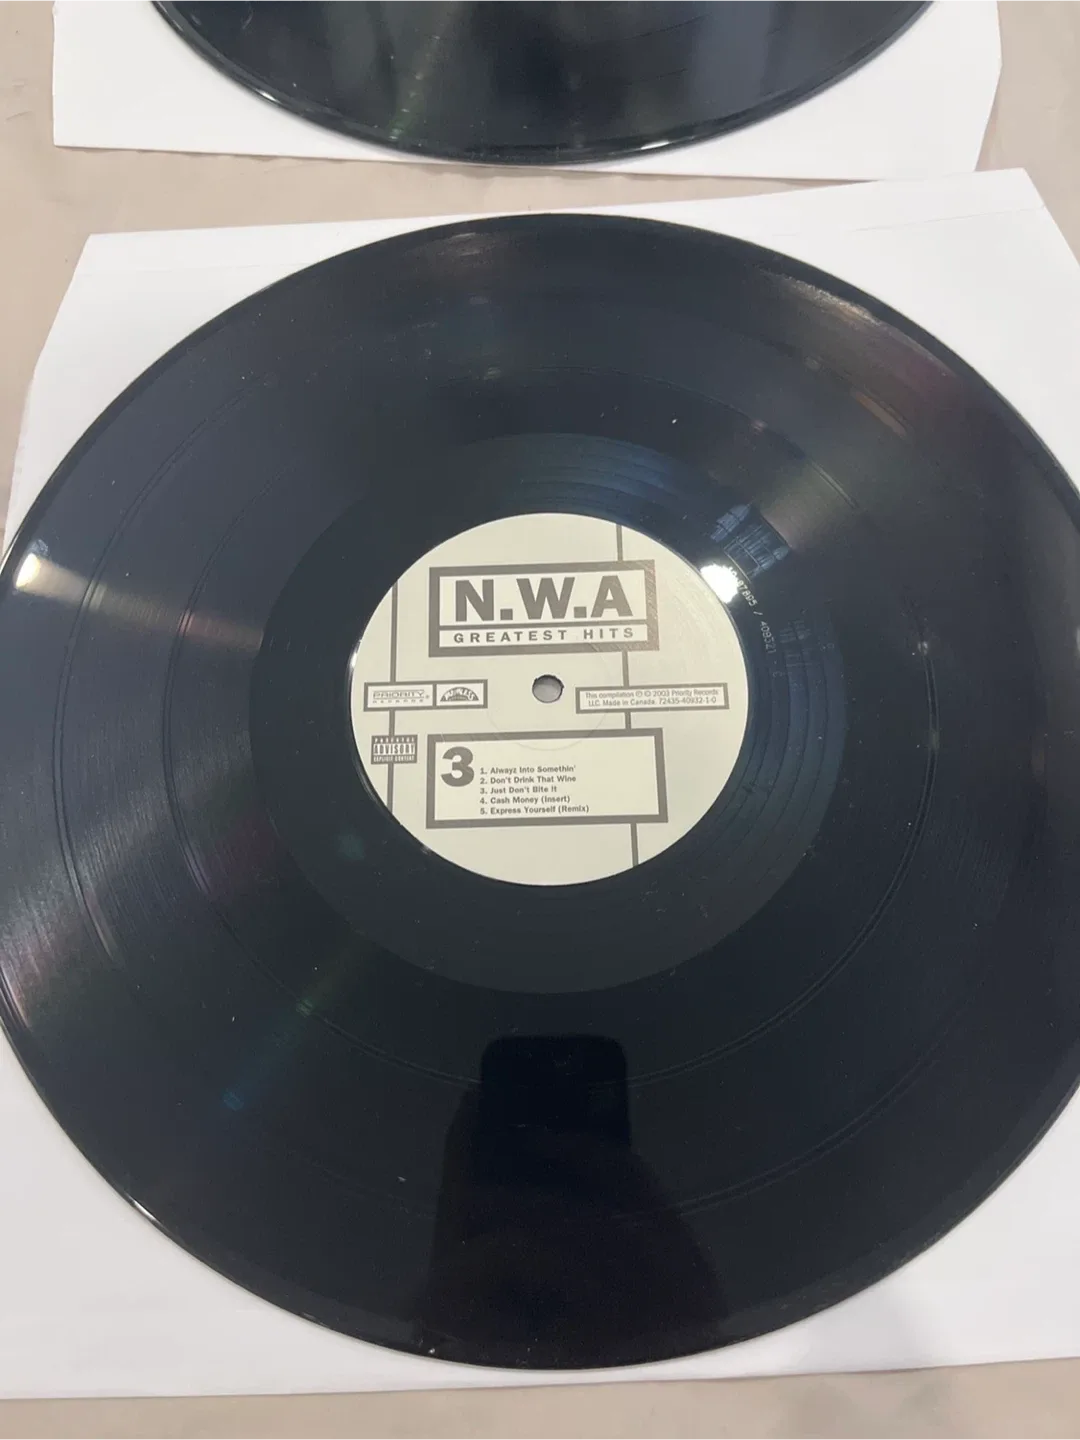 N.W.A
GREATEST HITS
PRIORITY
RECORDS
This compilation ℗ © 2003 Priority Records
LLC. Made in Canada. 72435-40932-1-0
PARENTAL
ADVISORY
EXPLICIT CONTENT
3
1. Alwayz Into Somethin'
2. Don't Drink That Wine
3. Just Don't Bite It
4. Cash Money (Insert)
5. Express Yourself (Remix)